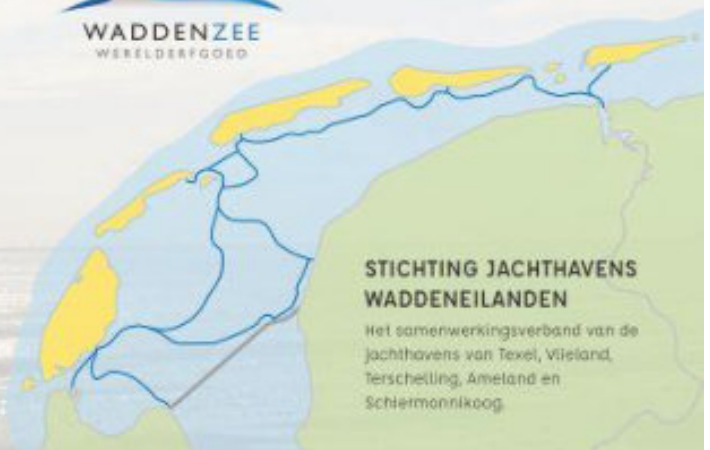 WADDENZEE
WERELDERFGOED
STICHTING JACHTHAVENS
WADDENEILANDEN
Het samenwerkingsverband van de
jachthavens van Texel, Vlieland,
Terschelling, Ameland en
Schiermonnikoog.